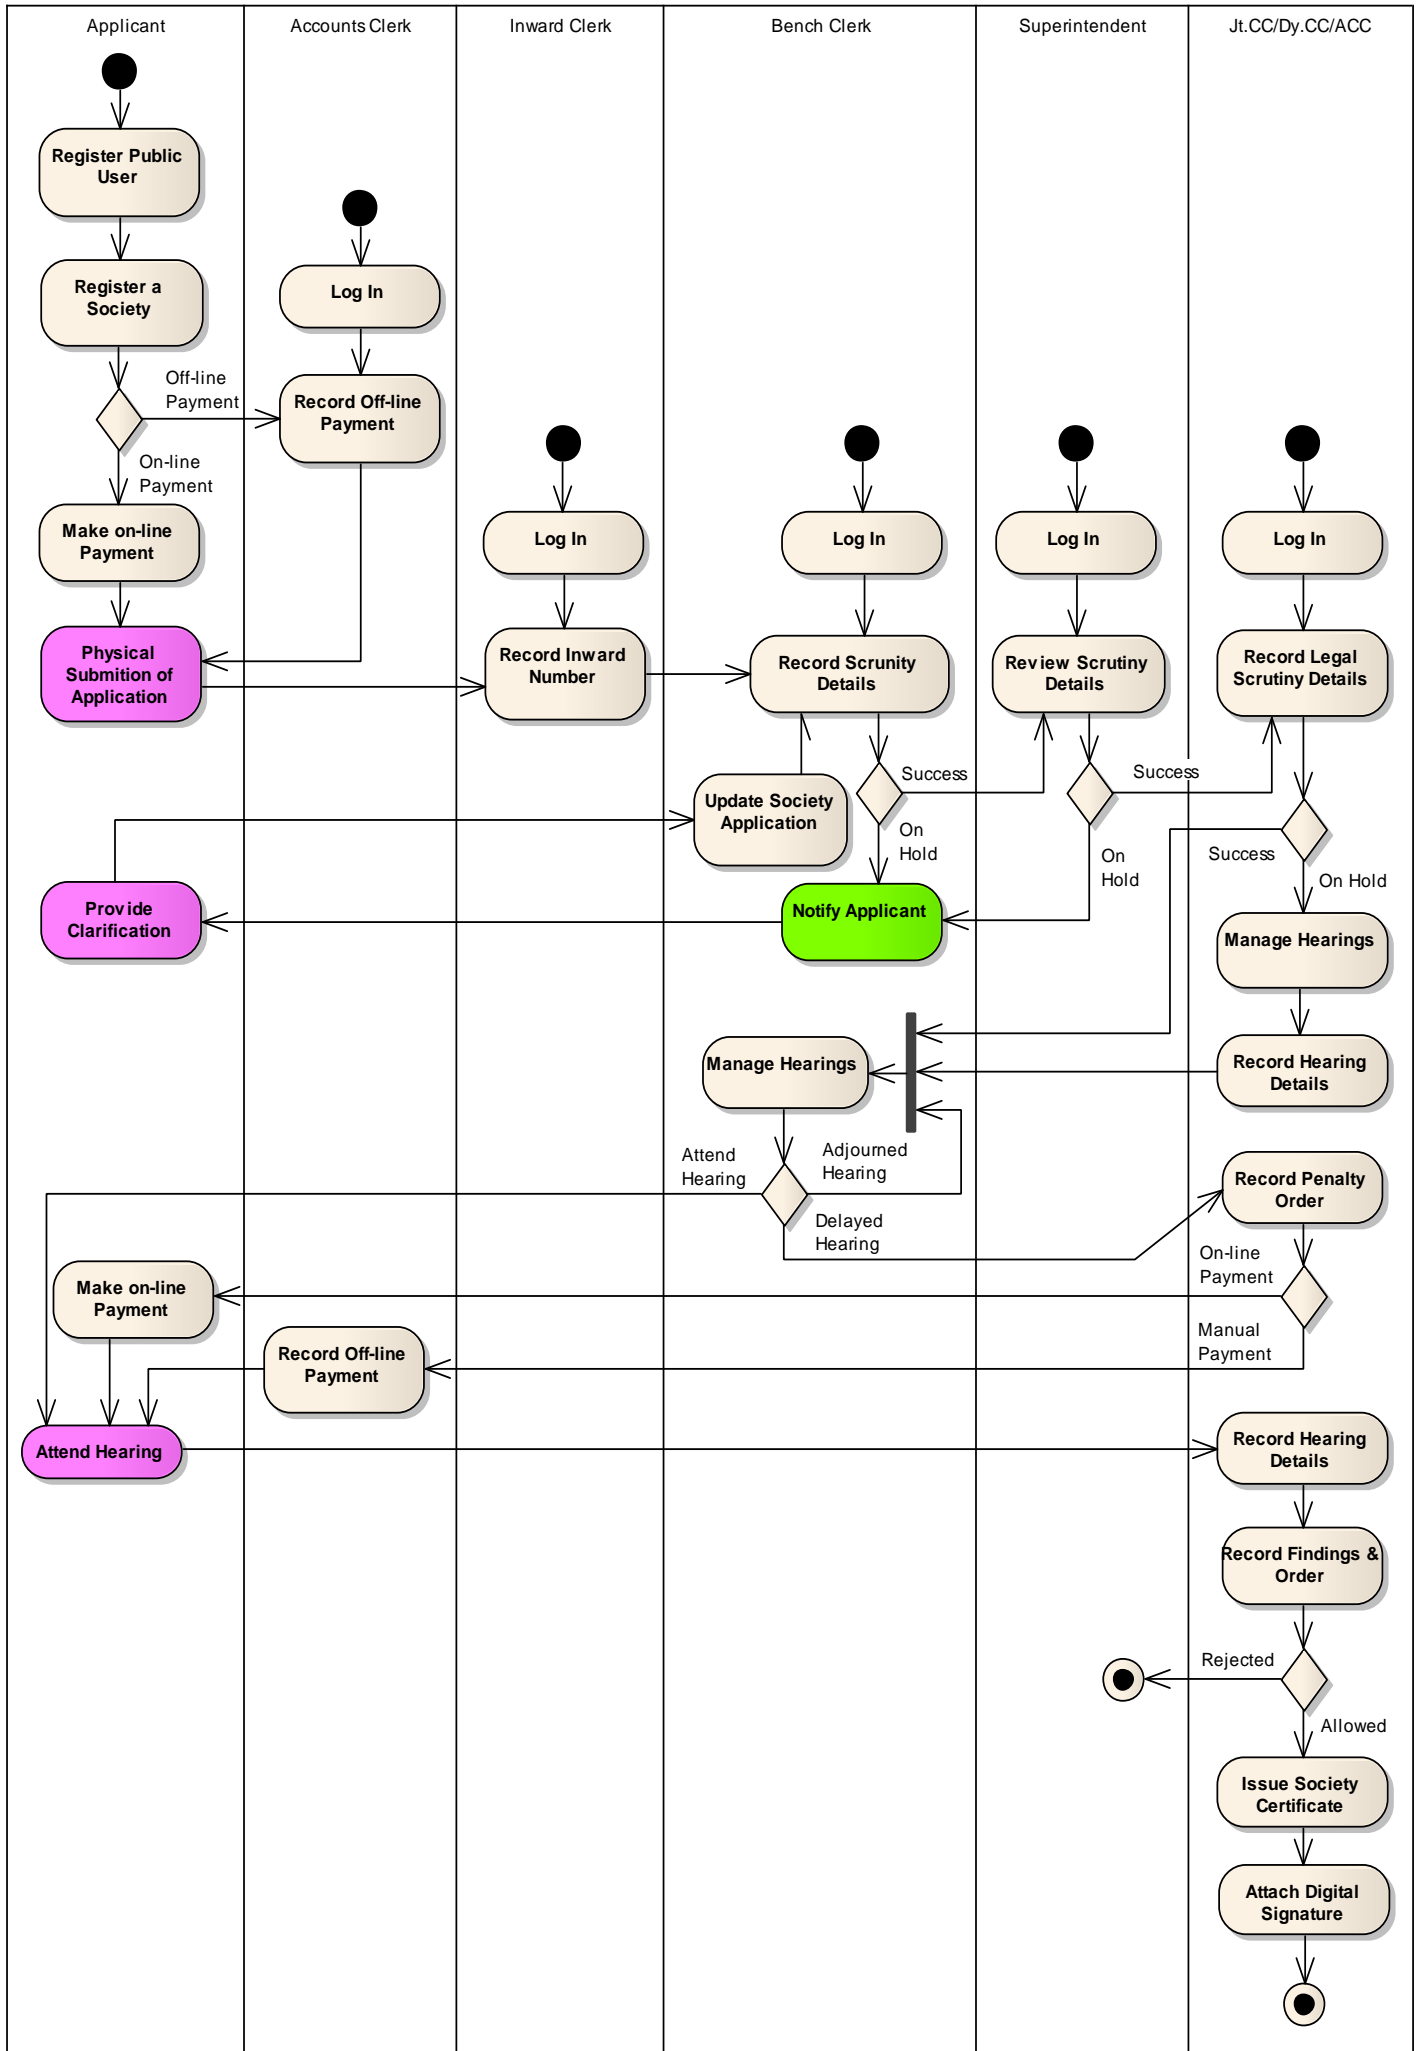 Applicant
Accounts Clerk
Inward Clerk
Bench Clerk
Superintendent
Jt.CC/Dy.CC/ACC
Register Public
User
Register a
Society
Log In
Off-line
Payment
Record Off-line
Payment
On-line
Payment
Make on-line
Payment
Log In
Log In
Log In
Log In
Physical
Submition of
Application
Record Inward
Number
Record Scrunity
Details
Review Scrutiny
Details
Record Legal
Scrutiny Details
Success
Success
Update Society
Application
On
Hold
On
Hold
Success
On Hold
Provide
Clarification
Notify Applicant
Manage Hearings
Manage Hearings
Record Hearing
Details
Attend
Hearing
Adjourned
Hearing
Delayed
Hearing
Record Penalty
Order
On-line
Payment
Make on-line
Payment
Manual
Payment
Record Off-line
Payment
Attend Hearing
Record Hearing
Details
Record Findings &
Order
Rejected
Allowed
Issue Society
Certificate
Attach Digital
Signature